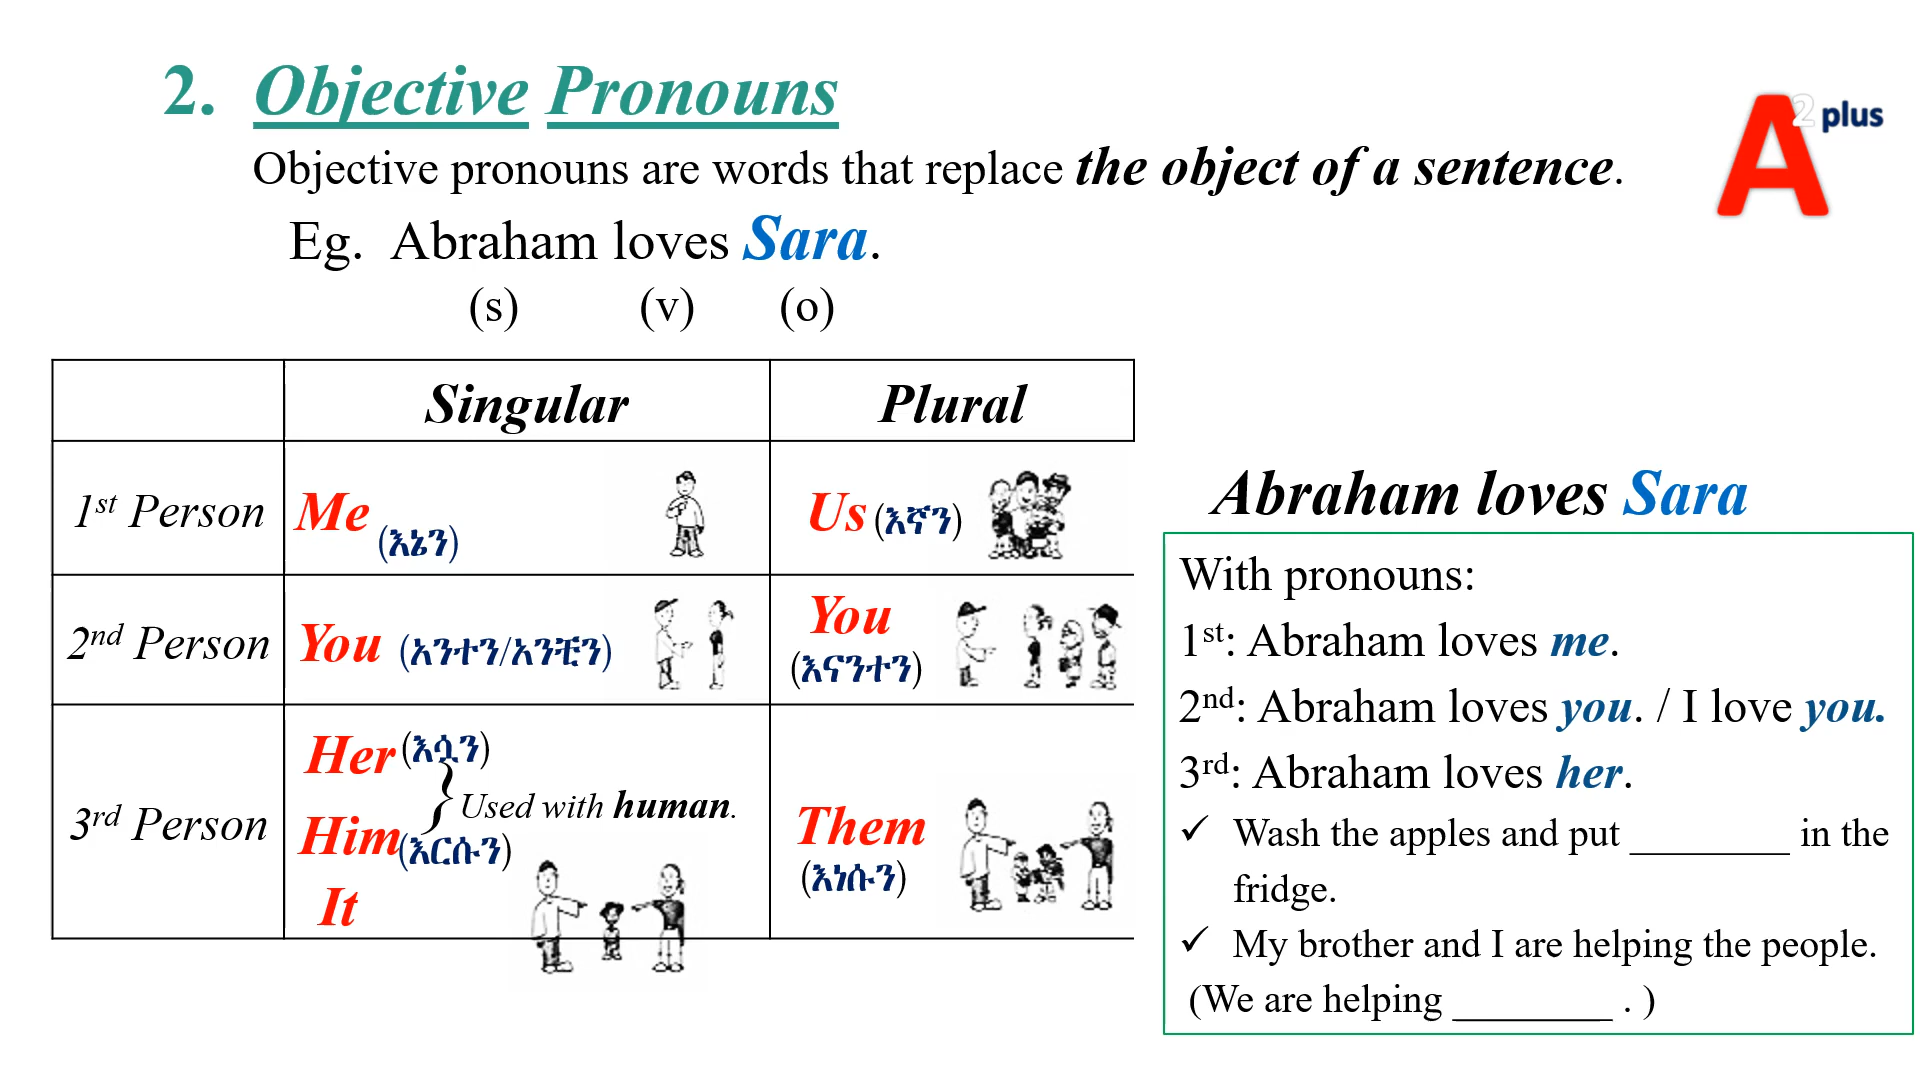 2. Objective Pronouns
A2 plus
Objective pronouns are words that replace the object of a sentence.
Eg. Abraham loves Sara.
(s) (v) (o)
Singular Plural
1st Person Me (እኔን) Us (እኛን)
2nd Person You (አንተን/አንቺን) You (እናንተን)
3rd Person Her (እሷን)
Him (እርሱን)
It
Used with human.
Them (እነሱን)
Abraham loves Sara
With pronouns:
1st: Abraham loves me.
2nd: Abraham loves you. / I love you.
3rd: Abraham loves her.
✓ Wash the apples and put ________ in the
fridge.
✓ My brother and I are helping the people.
(We are helping ________ . )